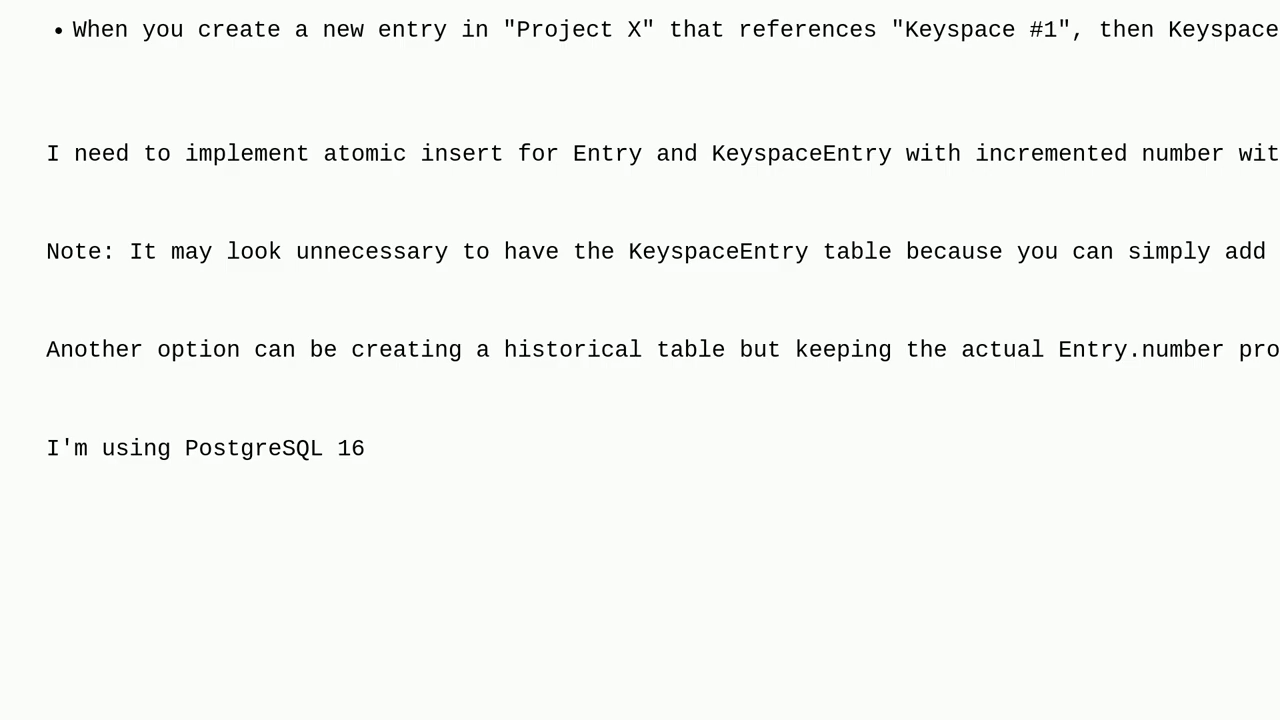 • When you create a new entry in "Project X" that references "Keyspace #1", then Keyspace
I need to implement atomic insert for Entry and KeyspaceEntry with incremented number wit
Note: It may look unnecessary to have the KeyspaceEntry table because you can simply add
Another option can be creating a historical table but keeping the actual Entry.number pro
I'm using PostgreSQL 16